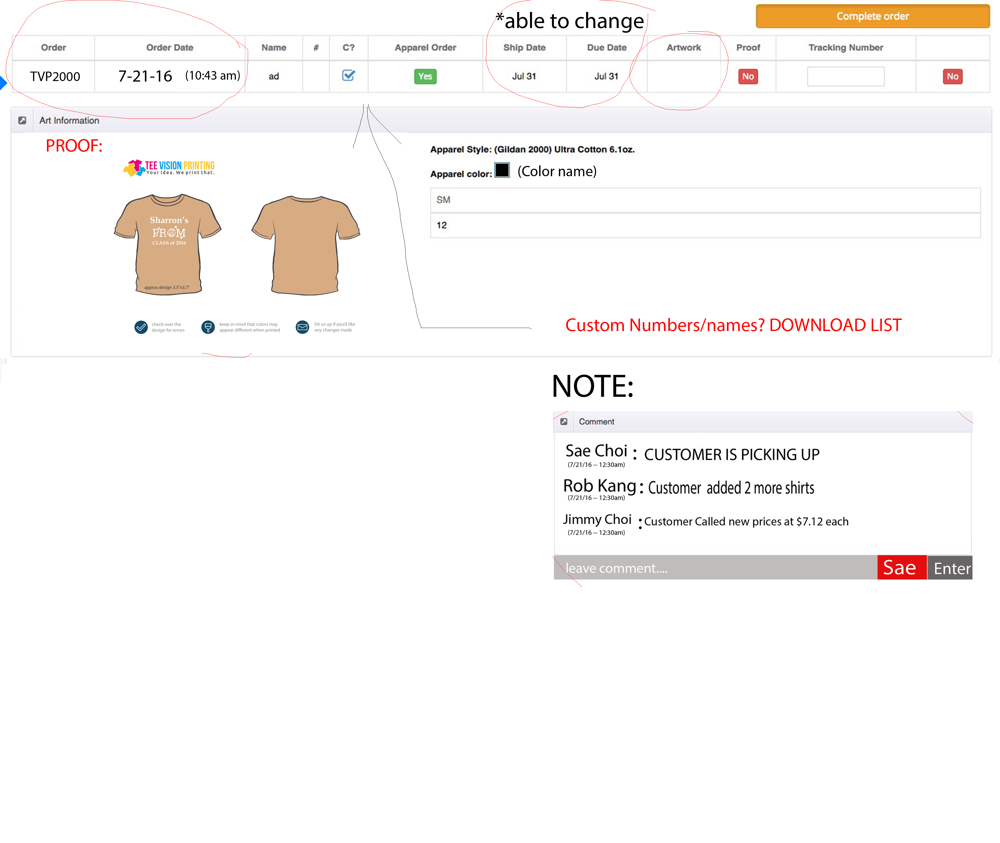 *able to change
Complete order
Order Order Date Name # C? Apparel Order Ship Date Due Date Artwork Proof Tracking Number
TVP2000 7-21-16 (10:43 am) ad Yes Jul 31 Jul 31 No No
Art Information
PROOF:
TEE VISION PRINTING
Your Idea. We print that.
Sharron's
PROM
CLASS of 2016
approx design 3.5"x3.7"
check over the
design for errors
keep in mind that colors may
appear different when printed
hit us up if you'd like
any changes made
Apparel Style: (Gildan 2000) Ultra Cotton 6.1oz.
Apparel color: (Color name)
SM
12
Custom Numbers/names? DOWNLOAD LIST
NOTE:
Comment
Sae Choi : CUSTOMER IS PICKING UP
(7/21/16 -- 12:30am)
Rob Kang : Customer added 2 more shirts
(7/21/16 -- 12:30am)
Jimmy Choi : Customer Called new prices at $7.12 each
(7/21/16 -- 12:30am)
leave comment.... Sae Enter